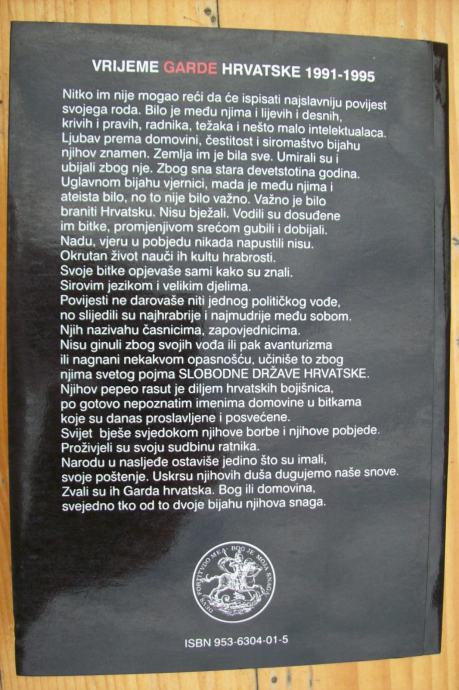 VRIJEME GARDE HRVATSKE 1991-1995
Nitko im nije mogao reći da će ispisati najslavniju povijest
svojega roda. Bilo je među njima i lijevih i desnih,
krivih i pravih, radnika, težaka i nešto malo intelektualaca.
Ljubav prema domovini, čestitost i siromaštvo bijahu
njihov znamen. Zemlja im je bila sve. Umirali su i
ubijali zbog nje. Zbog sna stara devetstotina godina.
Uglavnom bijahu vjernici, mada je među njima i
ateista bilo, no to nije bilo važno. Važno je bilo
braniti Hrvatsku. Nisu bježali. Vodili su dosuđene
im bitke, promjenjivom srećom gubili i dobijali.
Nadu, vjeru u pobjedu nikada napustili nisu.
Okrutan život nauči ih kultu hrabrosti.
Svoje bitke opjevaše sami kako su znali.
Sirovim jezikom i velikim djelima.
Povijesti ne darovaše niti jednog političkog vođe,
no slijedili su najhrabrije i najmudrije među sobom.
Njih nazivahu časnicima, zapovjednicima.
Nisu ginuli zbog svojih vođa ili pak avanturizma
ili nagnani nekakvom opasnošću, učiniše to zbog
njima svetog pojma SLOBODNE DRŽAVE HRVATSKE.
Njihov pepeo rasut je diljem hrvatskih bojišnica,
po gotovo nepoznatim imenima domovine u bitkama
koje su danas proslavljene i posvećene.
Svijet bješe svjedokom njihove borbe i njihove pobjede.
Proživjeli su svoju sudbinu ratnika.
Narodu u nasljeđe ostaviše jedino što su imali,
svoje poštenje. Uskrsu njihovih duša dugujemo naše snove.
Zvali su ih Garda hrvatska. Bog ili domovina,
svejedno tko od to dvoje bijahu njihova snaga.
DEVS FORTITVDO MEA · BOG JE MOJA SNAGA
ISBN 953-6304-01-5